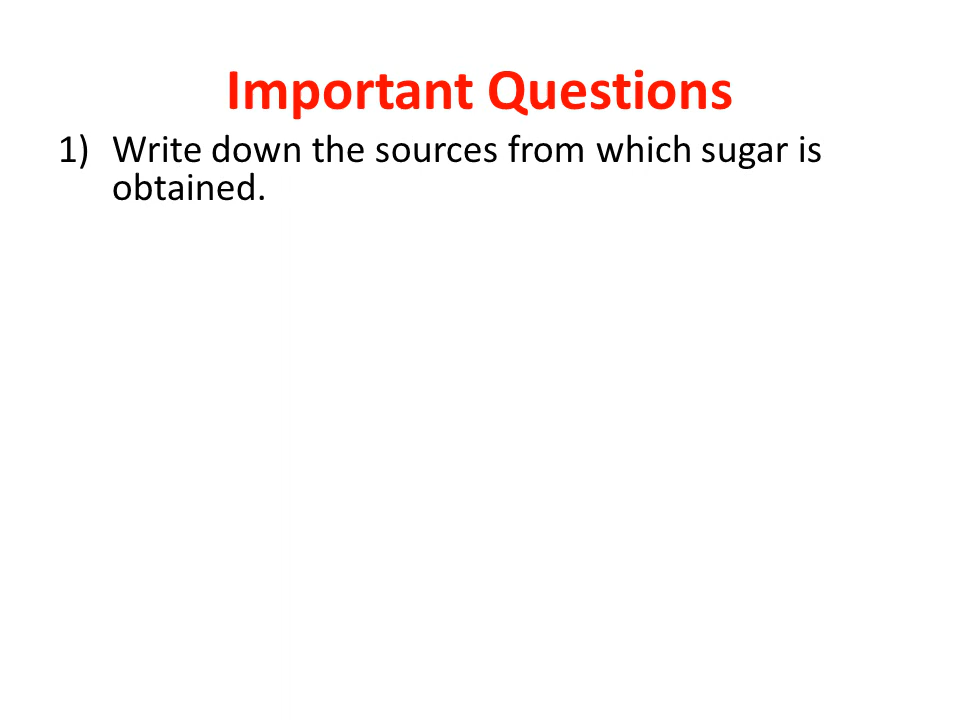 Important Questions
1) Write down the sources from which sugar is
obtained.